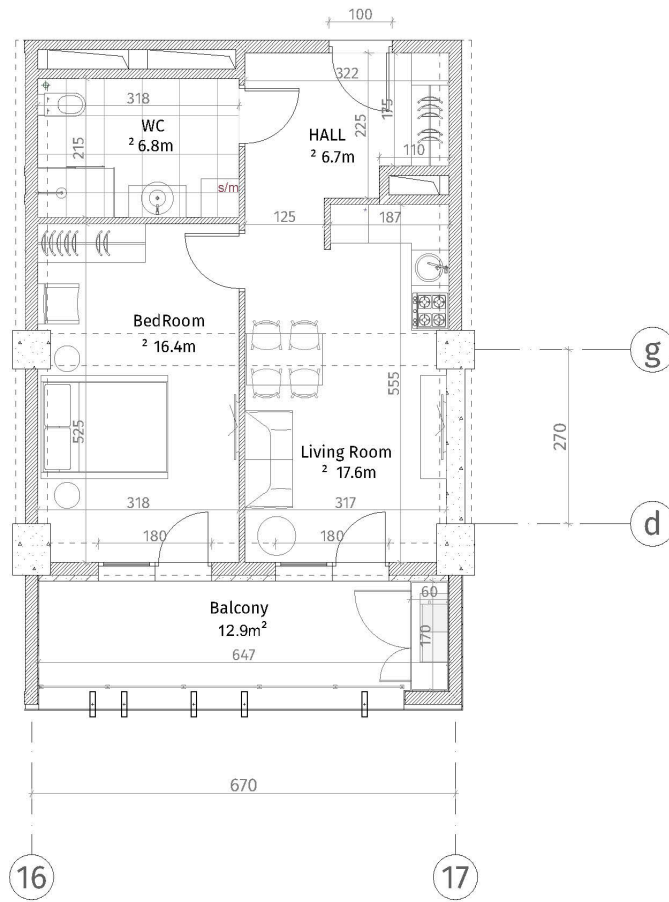 100
322
318
WC
² 6.8m
HALL
² 6.7m
225
175
110
215
s/m
125
187
BedRoom
² 16.4m
g
270
555
525
Living Room
² 17.6m
318
317
d
180
180
Balcony
12.9m²
60
170
647
670
16
17